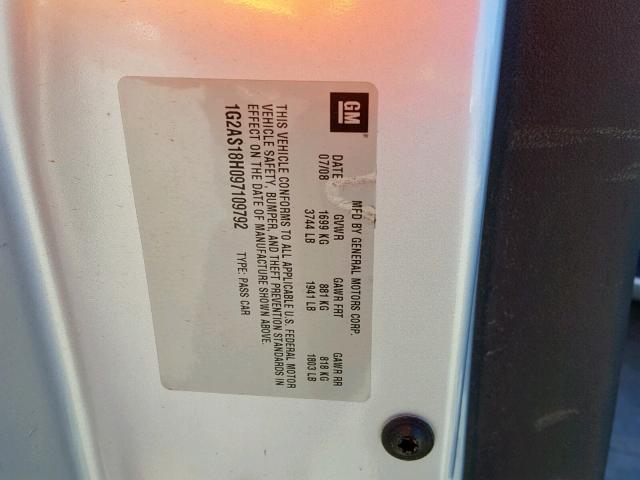 GM
MFD BY GENERAL MOTORS CORP.
DATE GVWR GAWR FRT GAWR RR
07/08 1699 KG 881 KG 818 KG
3744 LB 1941 LB 1803 LB
THIS VEHICLE CONFORMS TO ALL APPLICABLE U.S. FEDERAL MOTOR
VEHICLE SAFETY, BUMPER, AND THEFT PREVENTION STANDARDS IN
EFFECT ON THE DATE OF MANUFACTURE SHOWN ABOVE.
1G2AS18H097109792 TYPE: PASS CAR